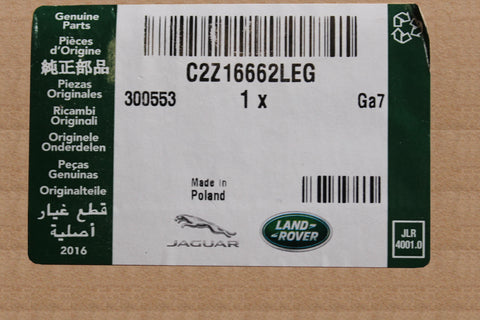 Genuine
Parts
Pièces
d'Origine
純正部品
Piezas
Originales
Ricambi
Originali
Originele
Onderdelen
Peças
Genuinas
Originalteile
قطع غيار
أصلية
2016
C2Z16662LEG
300553
1 x
Ga7
Made in
Poland
JAGUAR
LAND
ROVER
JLR
4001.0